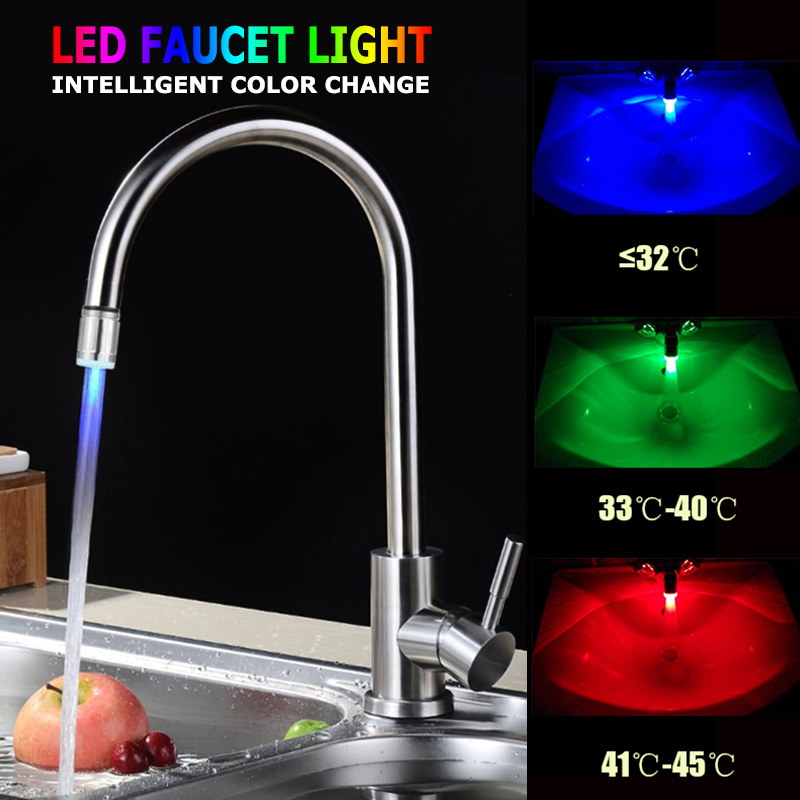 LED FAUCET LIGHT
INTELLIGENT COLOR CHANGE
≤32℃
33℃-40℃
41℃-45℃